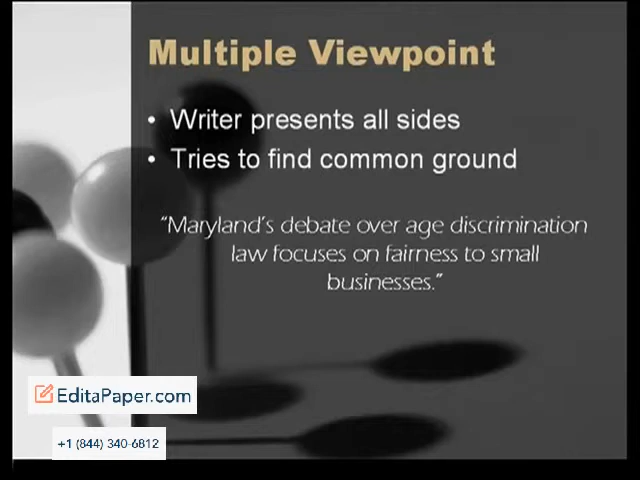 Multiple Viewpoint
• Writer presents all sides
• Tries to find common ground
“Maryland’s debate over age discrimination
law focuses on fairness to small
businesses.”
EditaPaper.com
+1 (844) 340-6812